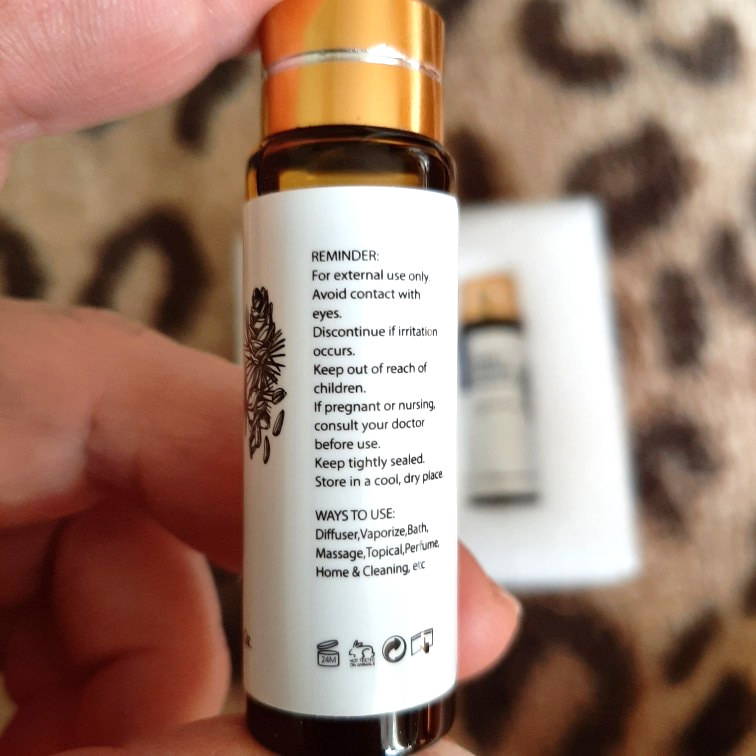 REMINDER:
For external use only.
Avoid contact with
eyes.
Discontinue if irritation
occurs.
Keep out of reach of
children.
If pregnant or nursing,
consult your doctor
before use.
Keep tightly sealed.
Store in a cool, dry place
WAYS TO USE:
Diffuser,Vaporize,Bath,
Massage,Topical,Perfume,
Home & Cleaning, etc
24M